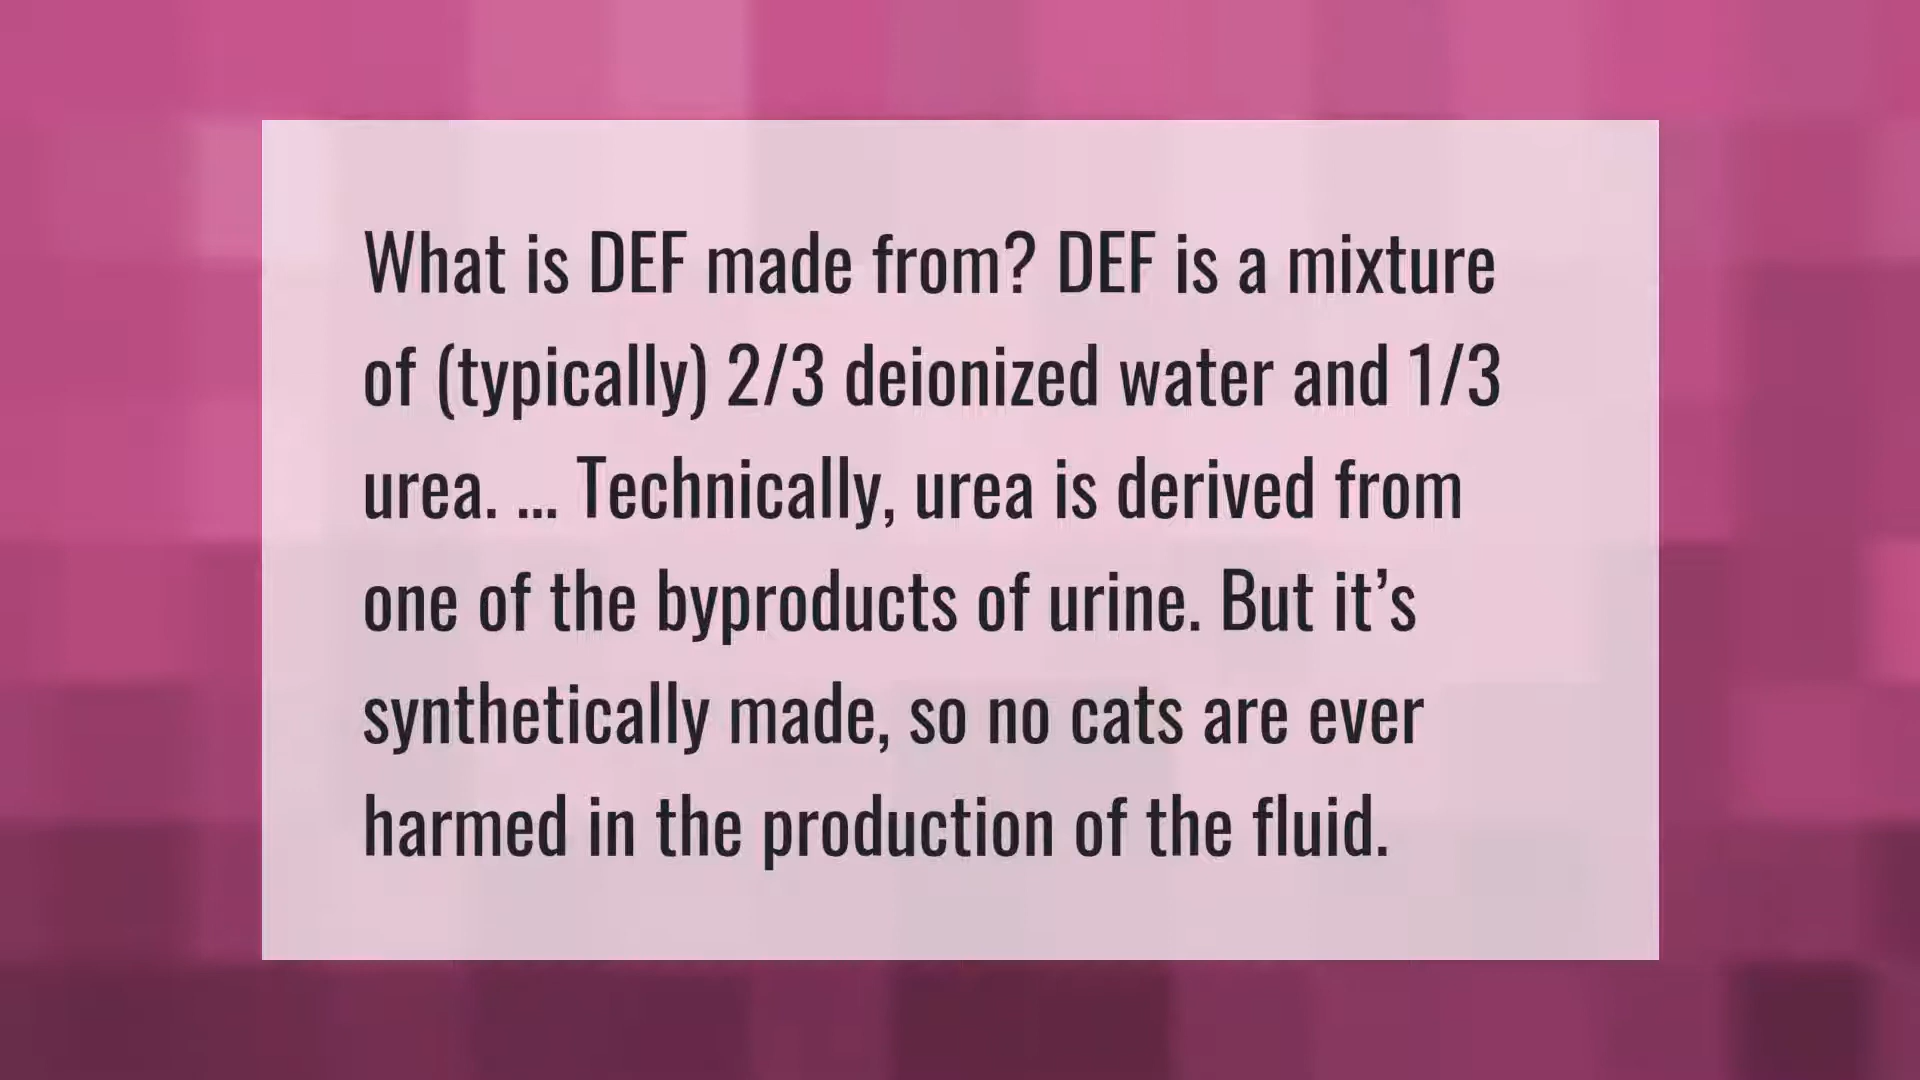 What is DEF made from? DEF is a mixture
of (typically) 2/3 deionized water and 1/3
urea. ... Technically, urea is derived from
one of the byproducts of urine. But it’s
synthetically made, so no cats are ever
harmed in the production of the fluid.